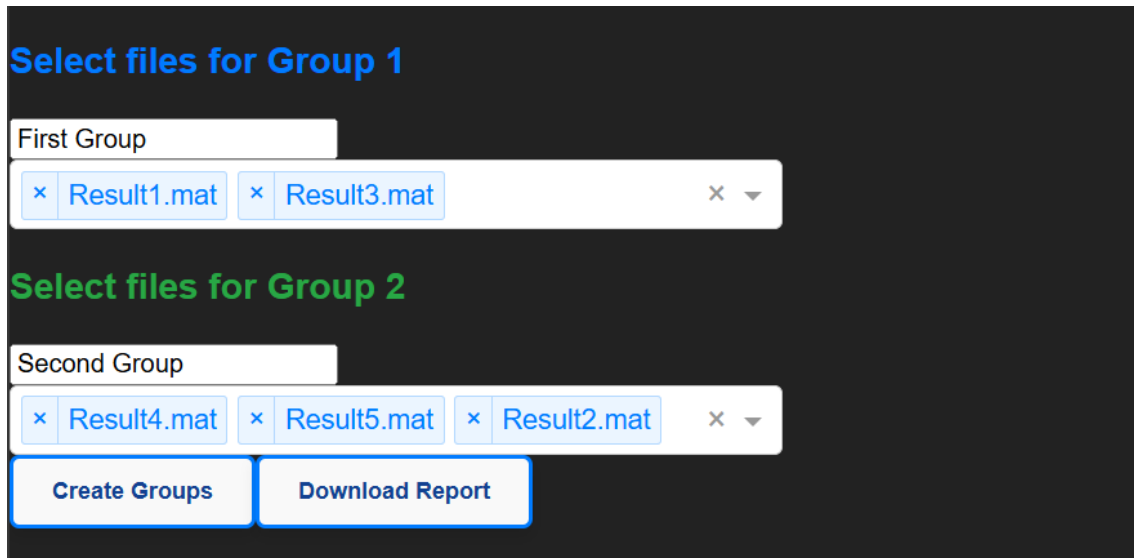 Select files for Group 1
First Group
× Result1.mat × Result3.mat ×
Select files for Group 2
Second Group
× Result4.mat × Result5.mat × Result2.mat ×
Create Groups Download Report